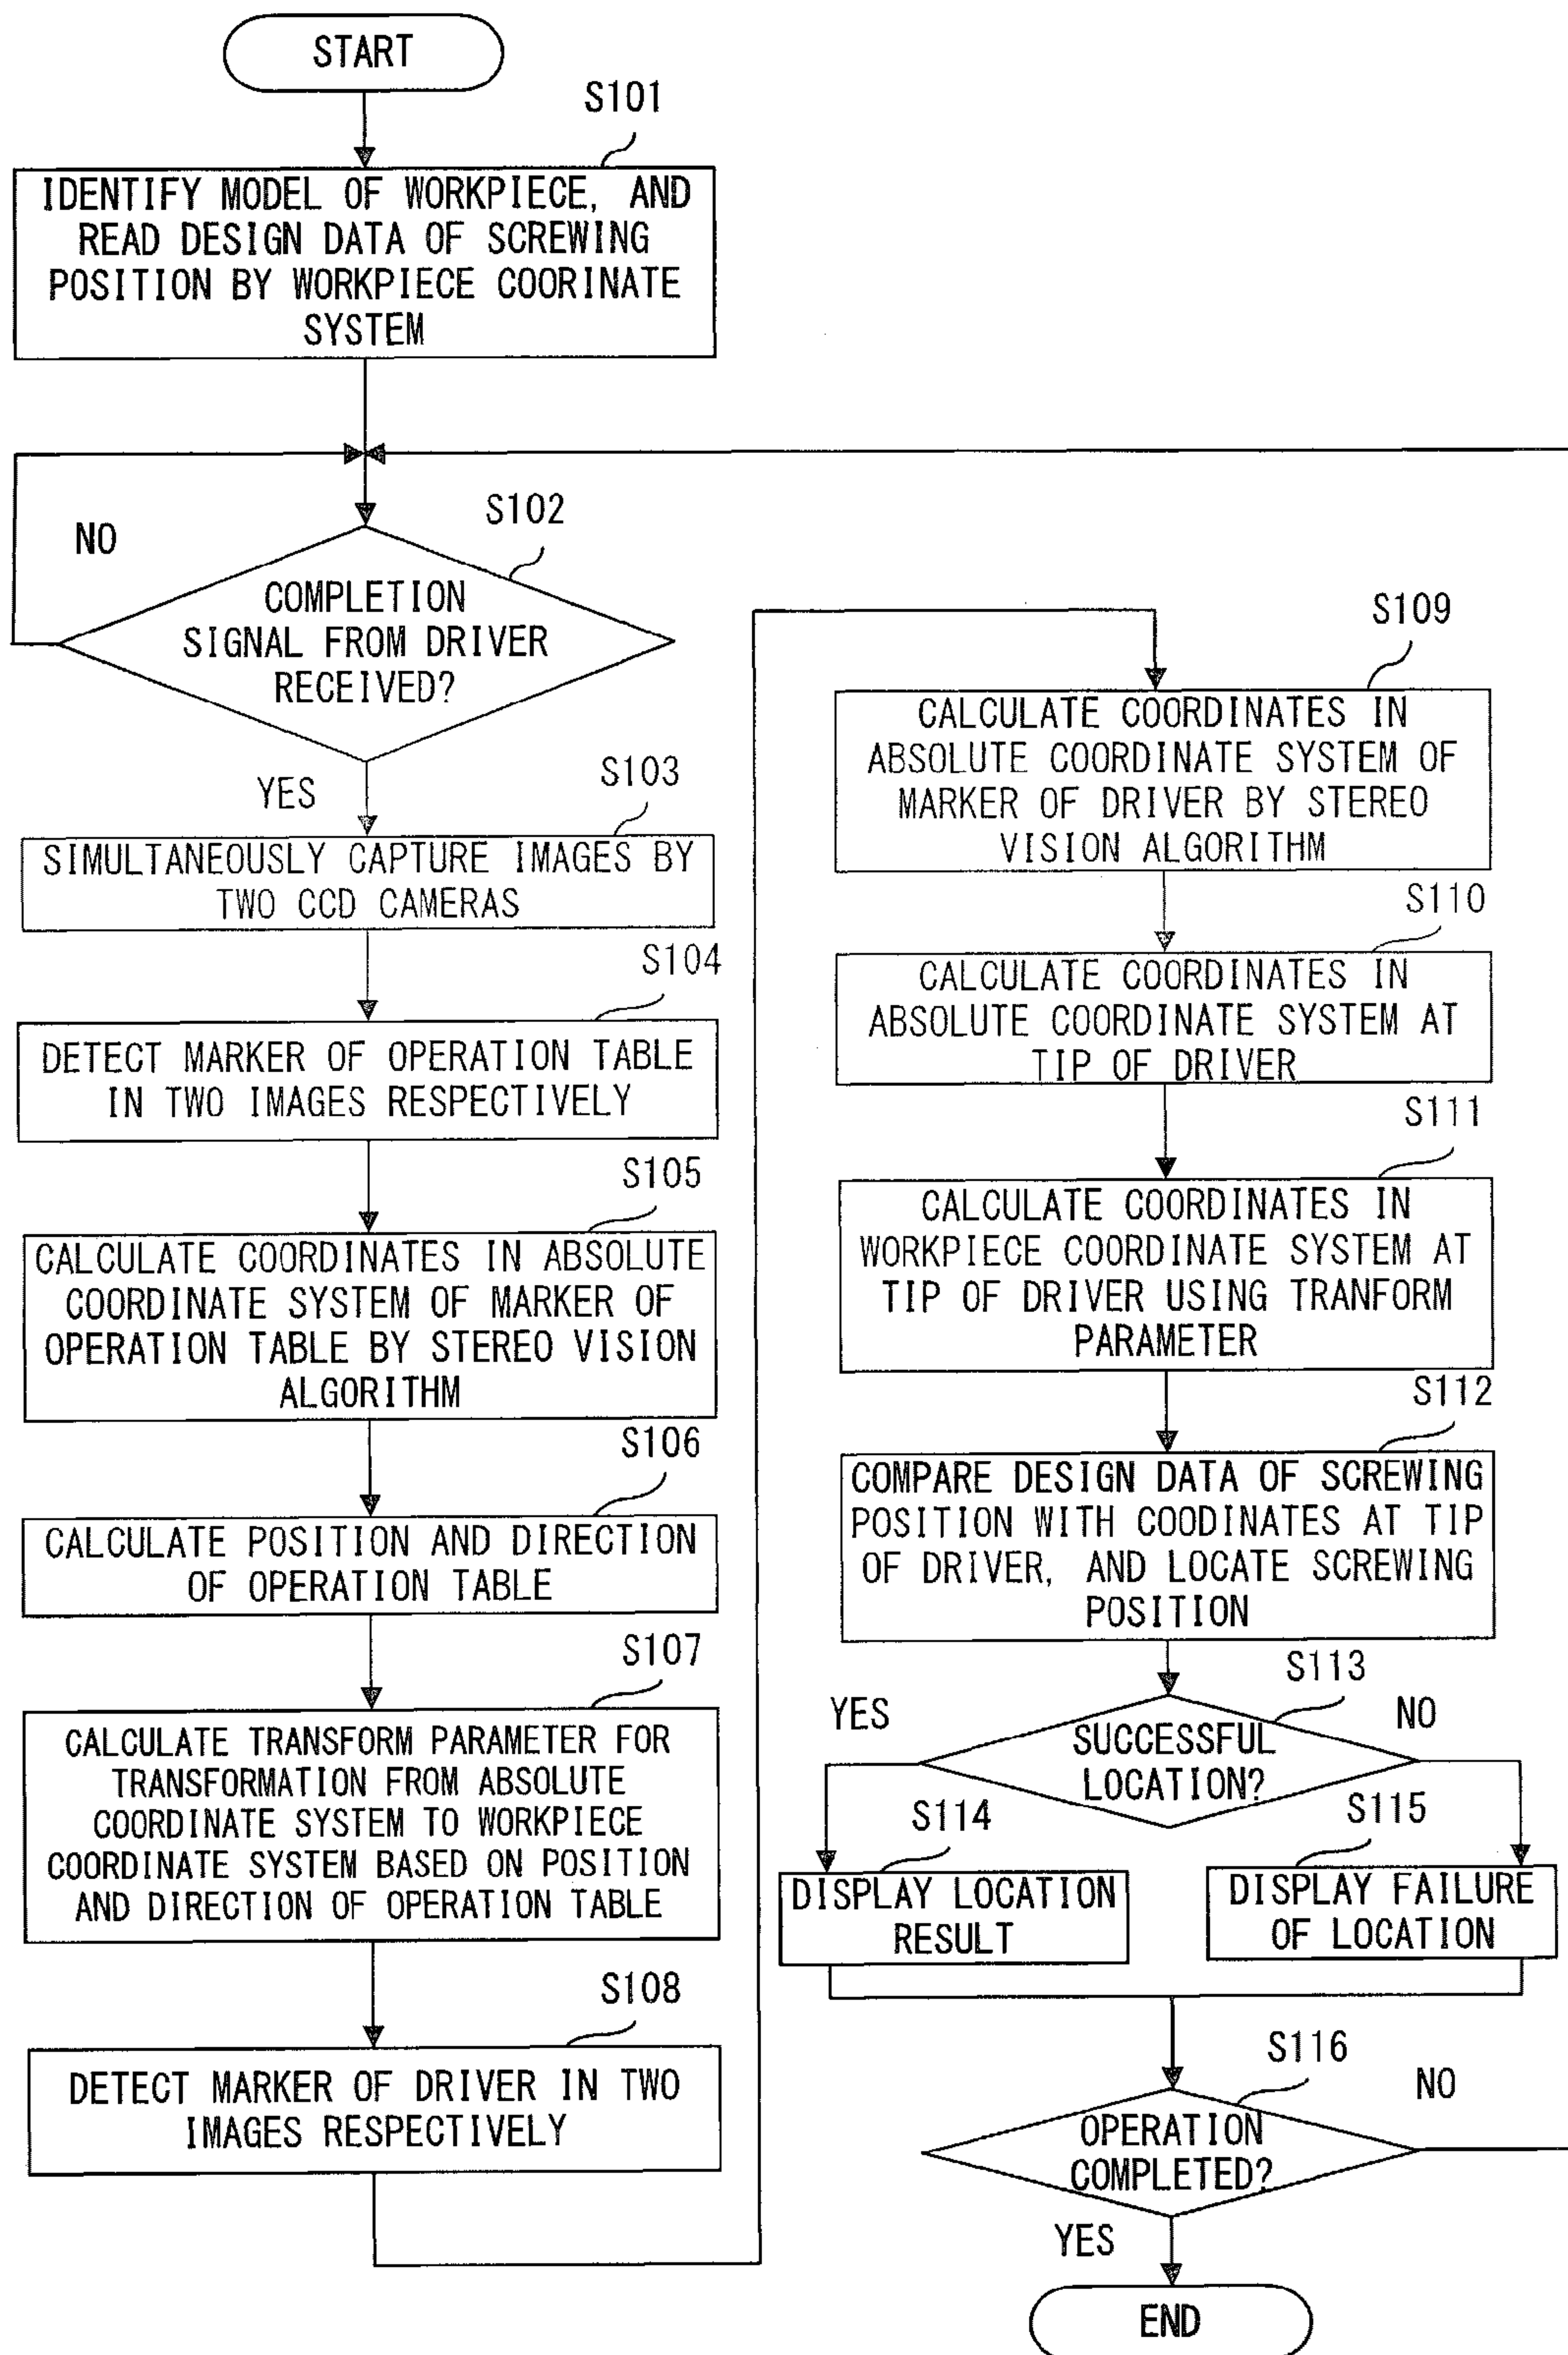 START
S101
IDENTIFY MODEL OF WORKPIECE, AND
READ DESIGN DATA OF SCREWING
POSITION BY WORKPIECE COORINATE
SYSTEM
S102
NO
COMPLETION
SIGNAL FROM DRIVER
RECEIVED?
YES
S103
SIMULTANEOUSLY CAPTURE IMAGES BY
TWO CCD CAMERAS
S104
DETECT MARKER OF OPERATION TABLE
IN TWO IMAGES RESPECTIVELY
S105
CALCULATE COORDINATES IN ABSOLUTE
COORDINATE SYSTEM OF MARKER OF
OPERATION TABLE BY STEREO VISION
ALGORITHM
S106
CALCULATE POSITION AND DIRECTION
OF OPERATION TABLE
S107
CALCULATE TRANSFORM PARAMETER FOR
TRANSFORMATION FROM ABSOLUTE
COORDINATE SYSTEM TO WORKPIECE
COORDINATE SYSTEM BASED ON POSITION
AND DIRECTION OF OPERATION TABLE
S108
DETECT MARKER OF DRIVER IN TWO
IMAGES RESPECTIVELY
S109
CALCULATE COORDINATES IN
ABSOLUTE COORDINATE SYSTEM OF
MARKER OF DRIVER BY STEREO
VISION ALGORITHM
S110
CALCULATE COORDINATES IN
ABSOLUTE COORDINATE SYSTEM AT
TIP OF DRIVER
S111
CALCULATE COORDINATES IN
WORKPIECE COORDINATE SYSTEM AT
TIP OF DRIVER USING TRANFORM
PARAMETER
S112
COMPARE DESIGN DATA OF SCREWING
POSITION WITH COODINATES AT TIP
OF DRIVER, AND LOCATE SCREWING
POSITION
S113
YES
NO
SUCCESSFUL
LOCATION?
S114
DISPLAY LOCATION
RESULT
S115
DISPLAY FAILURE
OF LOCATION
S116
NO
OPERATION
COMPLETED?
YES
END